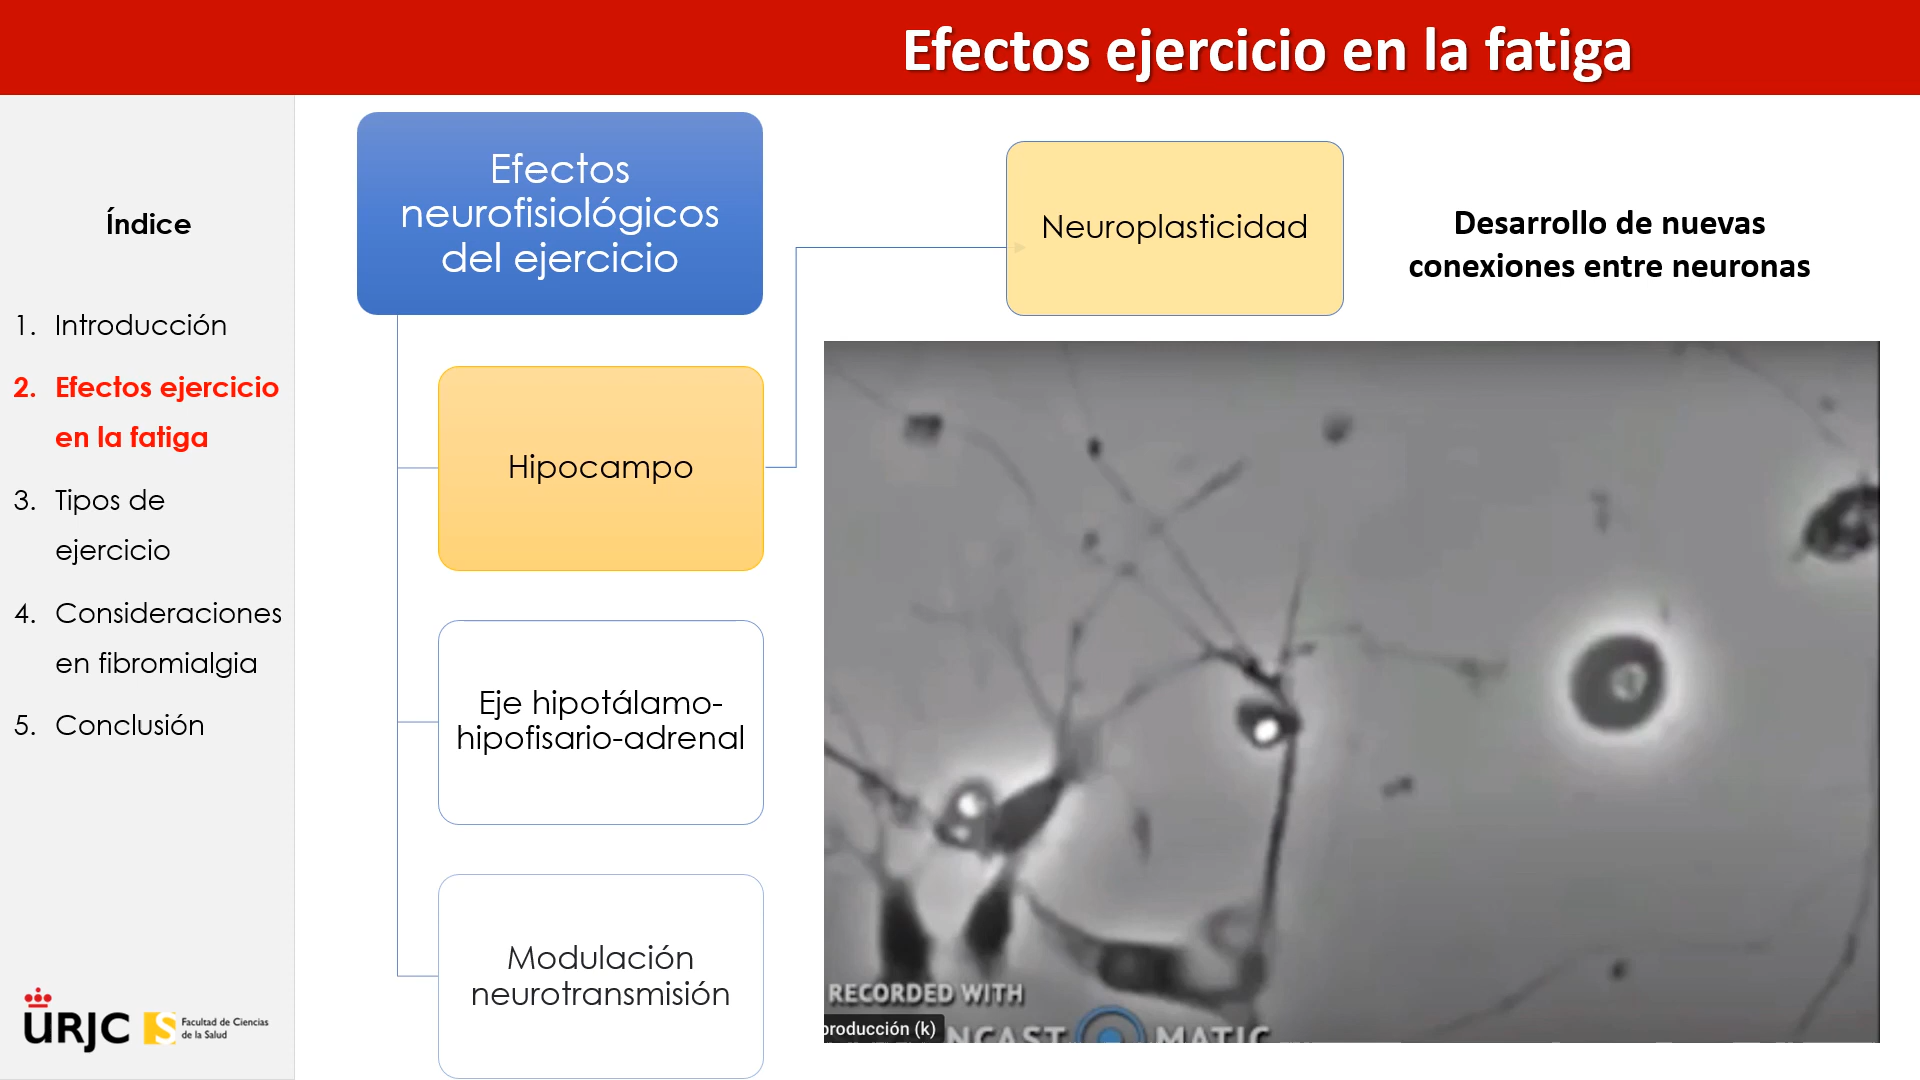 Efectos ejercicio en la fatiga
Índice
1. Introducción
2. Efectos ejercicio
en la fatiga
3. Tipos de
ejercicio
4. Consideraciones
en fibromialgia
5. Conclusión
URJC
S
Facultad de Ciencias
de la Salud
Efectos
neurofisiológicos
del ejercicio
Hipocampo
Eje hipotálamo-
hipofisario-adrenal
Modulación
neurotransmisión
Neuroplasticidad
Desarrollo de nuevas
conexiones entre neuronas
RECORDED WITH
producción (k)
NCAST MATIC